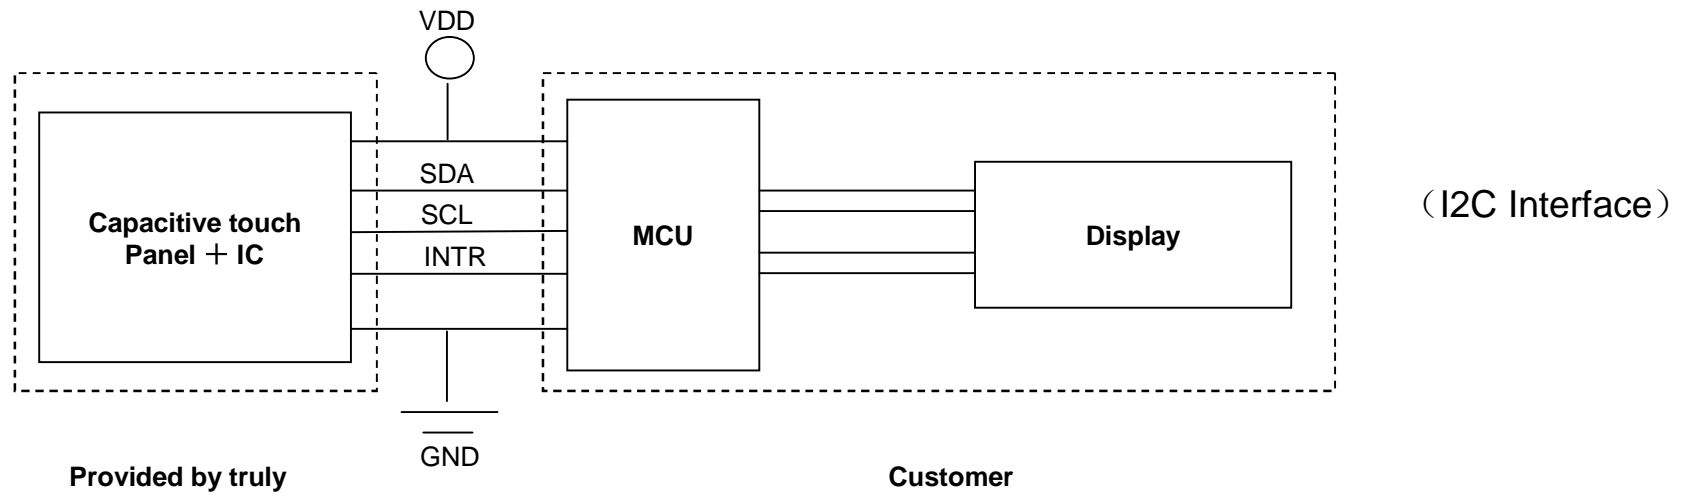 VDD
SDA
SCL
INTR
Capacitive touch
Panel + IC
MCU
Display
（I2C Interface）
GND
Provided by truly
Customer